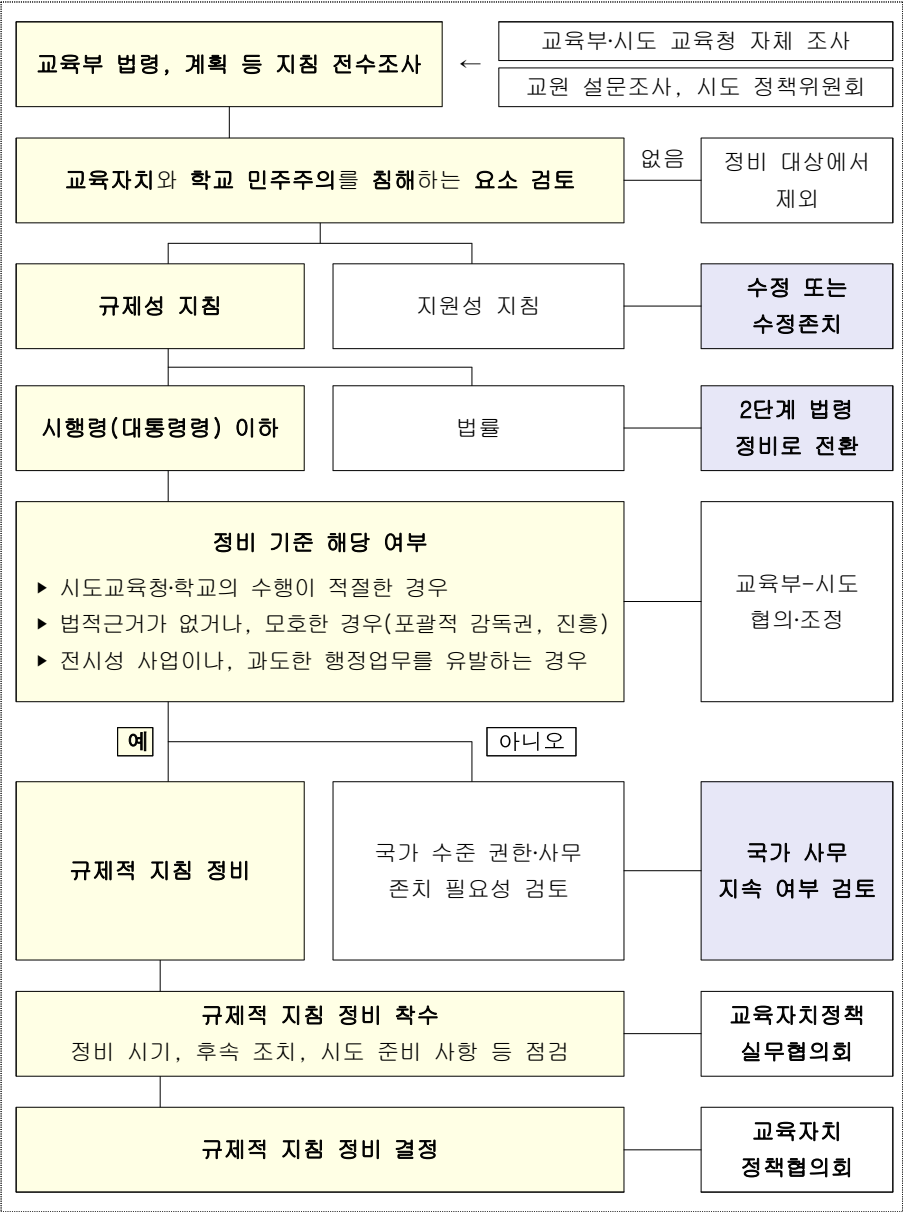 교육부 법령, 계획 등 지침 전수조사
←
교육부·시도 교육청 자체 조사
교원 설문조사, 시도 정책위원회
교육자치와 학교 민주주의를 침해하는 요소 검토
없음
정비 대상에서
제외
규제성 지침
지원성 지침
수정 또는
수정존치
시행령(대통령령) 이하
법률
2단계 법령
정비로 전환
정비 기준 해당 여부
▶ 시도교육청·학교의 수행이 적절한 경우
▶ 법적근거가 없거나, 모호한 경우(포괄적 감독권, 진흥)
▶ 전시성 사업이나, 과도한 행정업무를 유발하는 경우
교육부-시도
협의·조정
예
아니오
규제적 지침 정비
국가 수준 권한·사무
존치 필요성 검토
국가 사무
지속 여부 검토
규제적 지침 정비 착수
정비 시기, 후속 조치, 시도 준비 사항 등 점검
교육자치정책
실무협의회
규제적 지침 정비 결정
교육자치
정책협의회